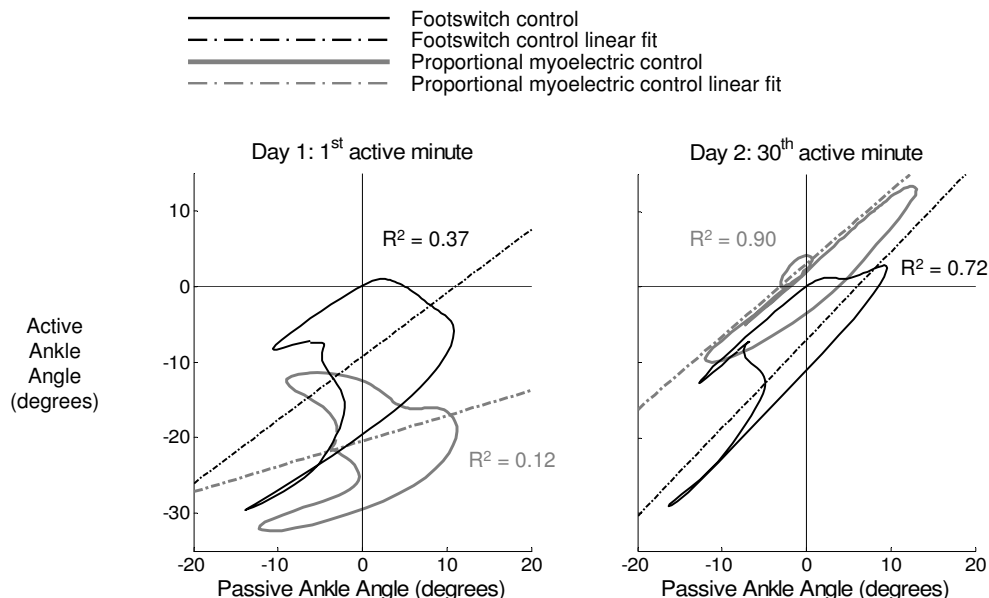 Footswitch control
Footswitch control linear fit
Proportional myoelectric control
Proportional myoelectric control linear fit
Day 1: 1st active minute
Day 2: 30th active minute
10
0
-10
-20
-30
R² = 0.37
R² = 0.12
R² = 0.90
R² = 0.72
Active
Ankle
Angle
(degrees)
-20 -10 0 10 20
-20 -10 0 10 20
Passive Ankle Angle (degrees)
Passive Ankle Angle (degrees)